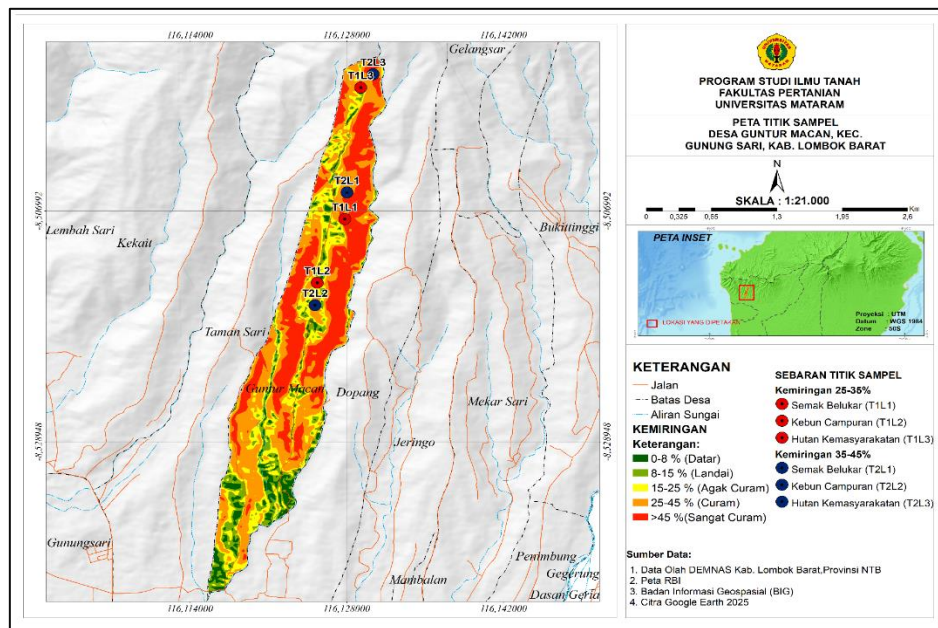 116,114000
116,128000
116,142000
Gelangsar
T2L3
T1L3
T2L1
-8,506992
-8,506992
T1L1
Lembah Sari
Kekait
Bukittinggi
T1L2
T2L2
Taman Sari
Guntur Macan
Dopang
Mekar Sari
Jeringo
-8,528948
-8,528948
Gunungsari
Penimbung
Mambalan
Gegerung
Dasan Geria
116,114000
116,128000
116,142000
PROGRAM STUDI ILMU TANAH
FAKULTAS PERTANIAN
UNIVERSITAS MATARAM
PETA TITIK SAMPEL
DESA GUNTUR MACAN, KEC.
GUNUNG SARI, KAB. LOMBOK BARAT
N
SKALA : 1:21.000
Km
0 0,325 0,65 1,3 1,95 2,6
PETA INSET
LOKASI YANG DIPETAKAN
Proyeksi : UTM
Datum : WGS 1984
Zone : 50S
KETERANGAN
Jalan
Batas Desa
Aliran Sungai
KEMIRINGAN
Keterangan:
0-8 % (Datar)
8-15 % (Landai)
15-25 % (Agak Curam)
25-45 % (Curam)
>45 %(Sangat Curam)
SEBARAN TITIK SAMPEL
Kemiringan 25-35%
Semak Belukar (T1L1)
Kebun Campuran (T1L2)
Hutan Kemasyarakatan (T1L3)
Kemiringan 35-45%
Semak Belukar (T2L1)
Kebun Campuran (T2L2)
Hutan Kemasyarakatan (T2L3)
Sumber Data:
1. Data Olah DEMNAS Kab. Lombok Barat,Provinsi NTB
2. Peta RBI
3. Badan Informasi Geospasial (BIG)
4. Citra Google Earth 2025